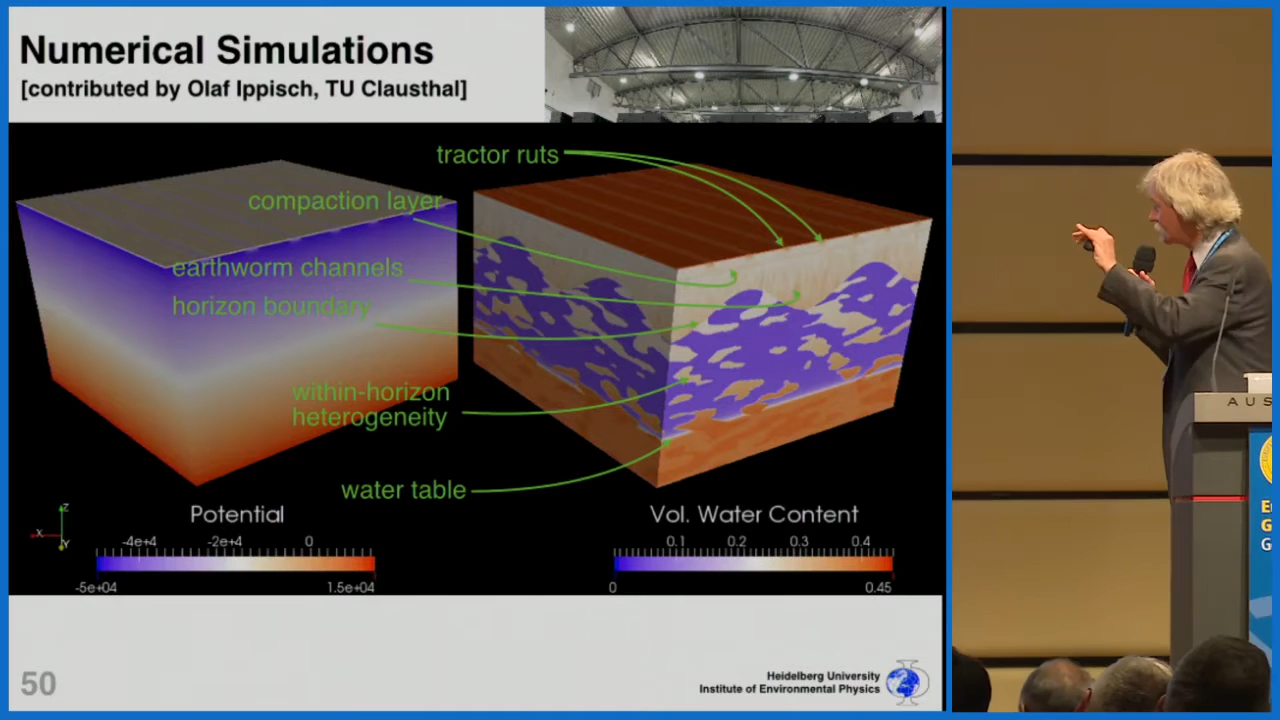 Numerical Simulations
[contributed by Olaf Ippisch, TU Clausthal]
tractor ruts
compaction layer
earthworm channels
horizon boundary
within-horizon
heterogeneity
water table
Potential
-4e+4 -2e+4 0
-5e+04 1.5e+04
Z
X
Y
Vol. Water Content
0.1 0.2 0.3 0.4
0 0.45
50
Heidelberg University
Institute of Environmental Physics
AUS
E
G
G